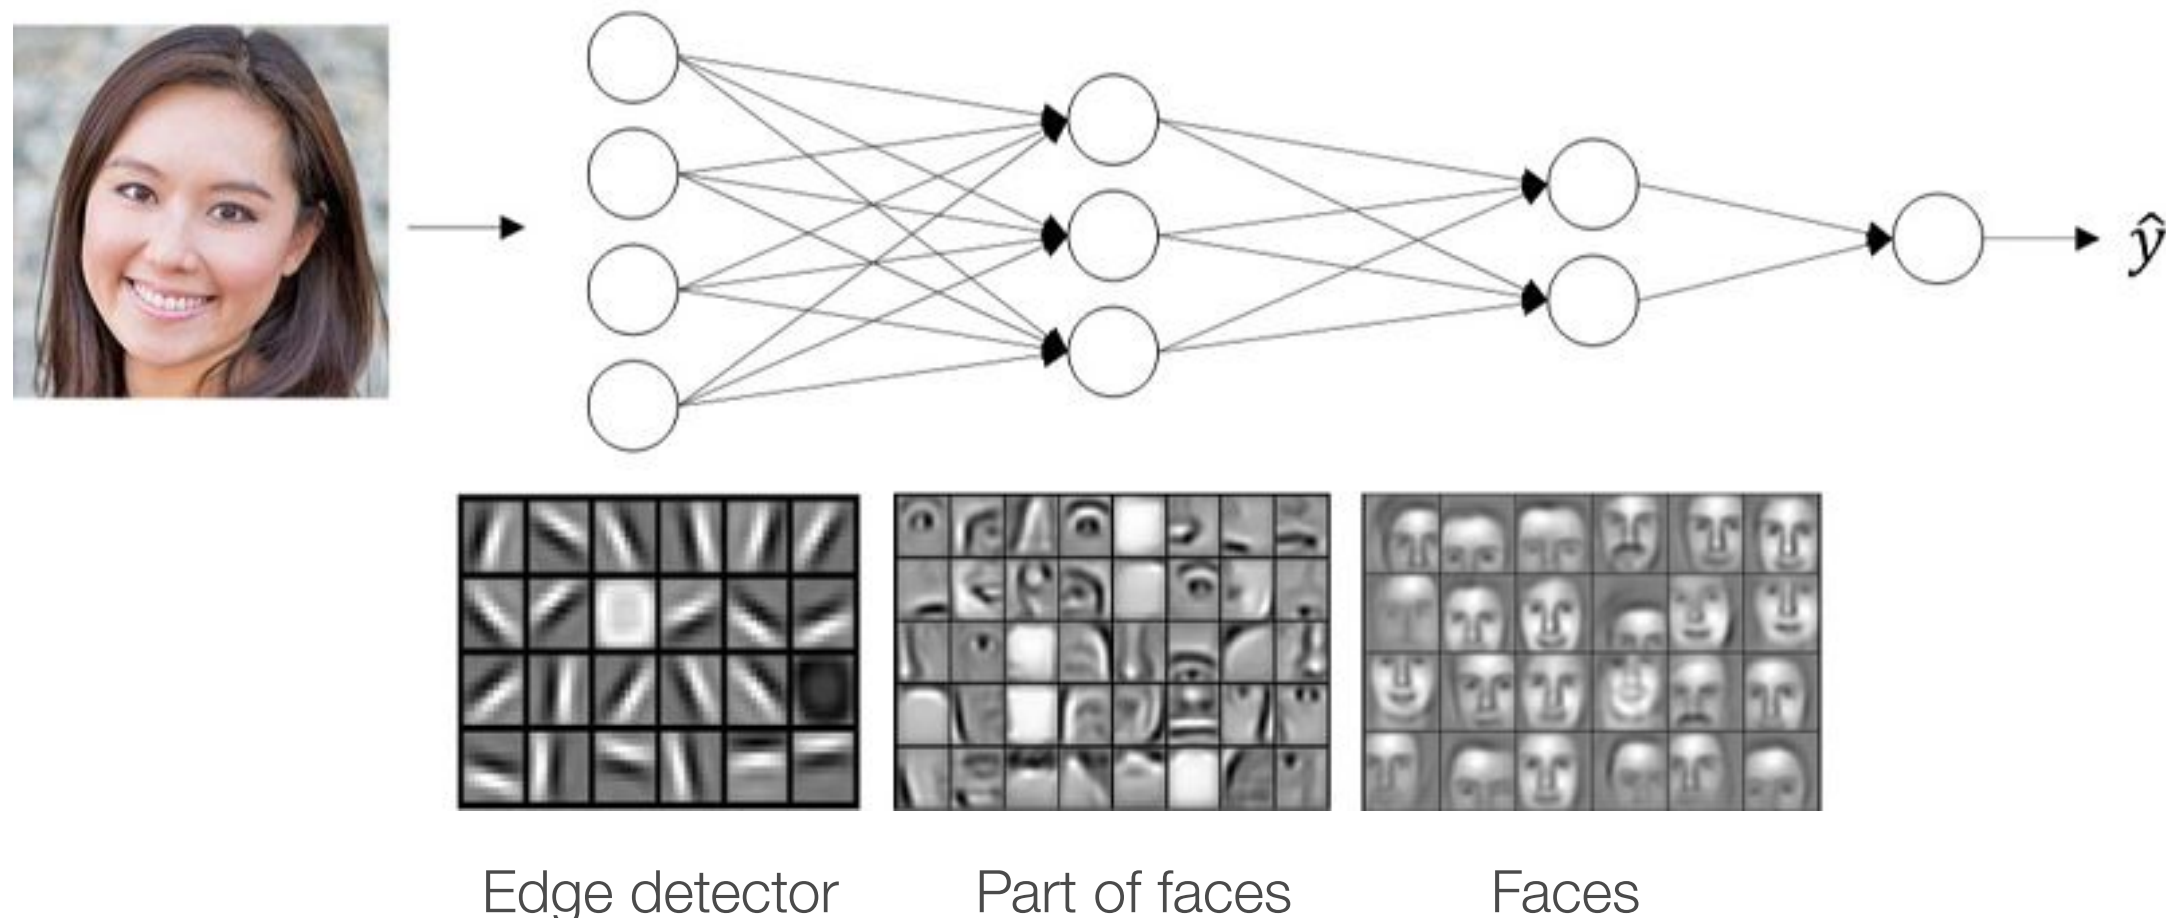 ŷ
Edge detector
Part of faces
Faces